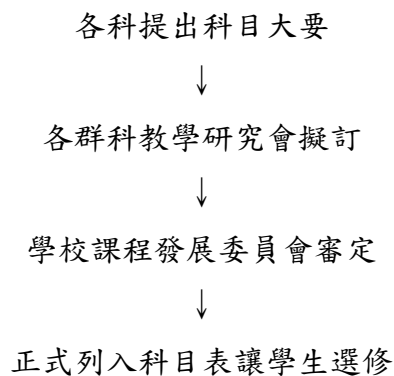 各科提出科目大要
↓
各群科教學研究會擬訂
↓
學校課程發展委員會審定
↓
正式列入科目表讓學生選修